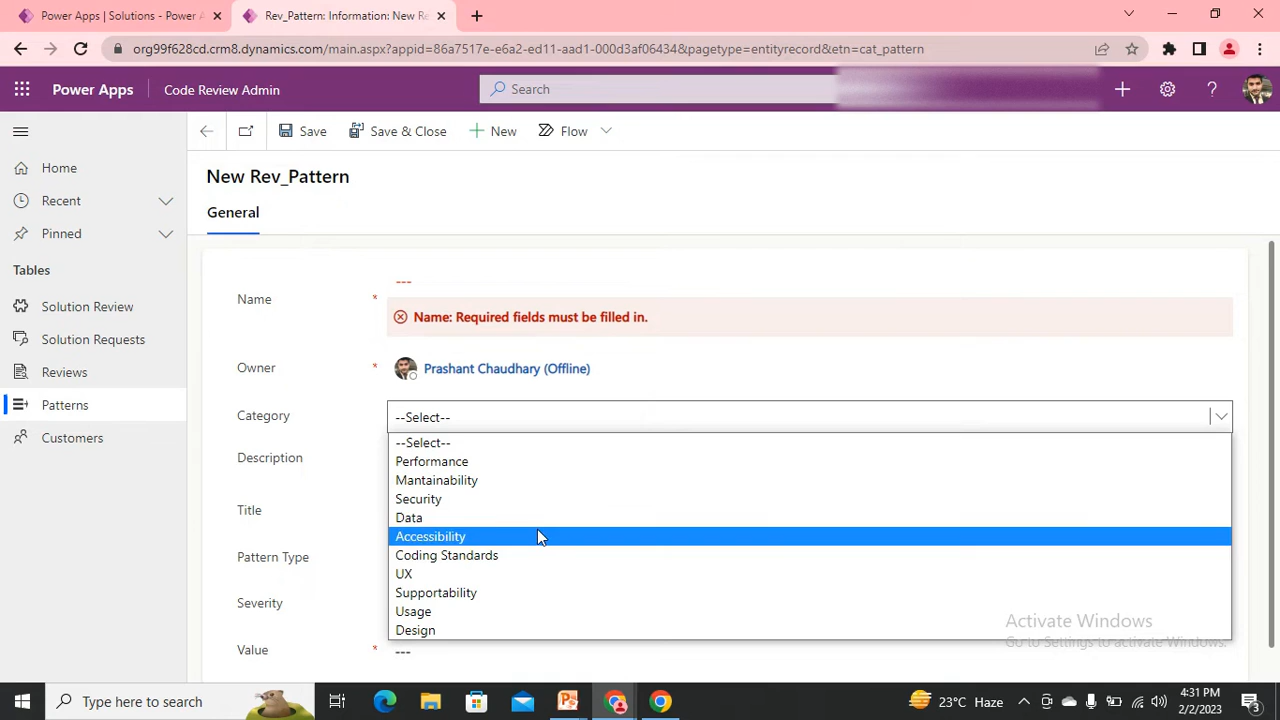 Power Apps | Solutions - Power A
Rev_Pattern: Information: New Re
org99f628cd.crm8.dynamics.com/main.aspx?appid=86a7517e-e6a2-ed11-aad1-000d3af06434&pagetype=entityrecord&etn=cat_pattern
Power Apps
Code Review Admin
Search
Save
Save & Close
New
Flow
Home
Recent
Pinned
Tables
Solution Review
Solution Requests
Reviews
Patterns
Customers
New Rev_Pattern
General
Name
*
---
Name: Required fields must be filled in.
Owner
*
Prashant Chaudhary (Offline)
Category
--Select--
--Select--
Performance
Mantainability
Security
Data
Accessibility
Coding Standards
UX
Supportability
Usage
Design
Description
Title
Pattern Type
Severity
Value
*
---
Activate Windows
Go to Settings to activate Windows.
Type here to search
23°C Haze
4:31 PM
2/2/2023
3